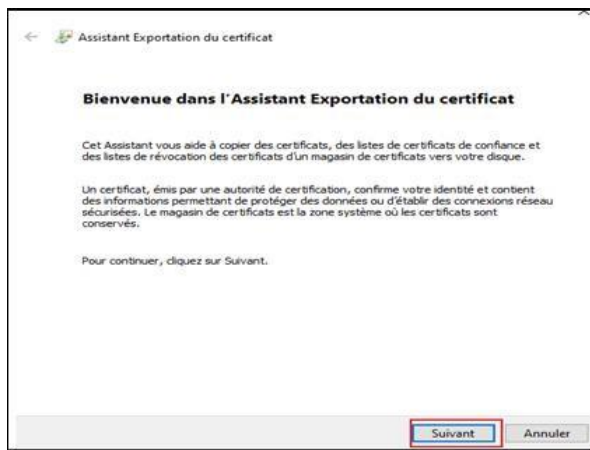 Assistant Exportation du certificat
Bienvenue dans l'Assistant Exportation du certificat
Cet Assistant vous aide à copier des certificats, des listes de certificats de confiance et
des listes de révocation des certificats d'un magasin de certificats vers votre disque.
Un certificat, émis par une autorité de certification, confirme votre identité et contient
des informations permettant de protéger des données ou d'établir des connexions réseau
sécurisées. Le magasin de certificats est la zone système où les certificats sont
conservés.
Pour continuer, cliquez sur Suivant.
Suivant
Annuler